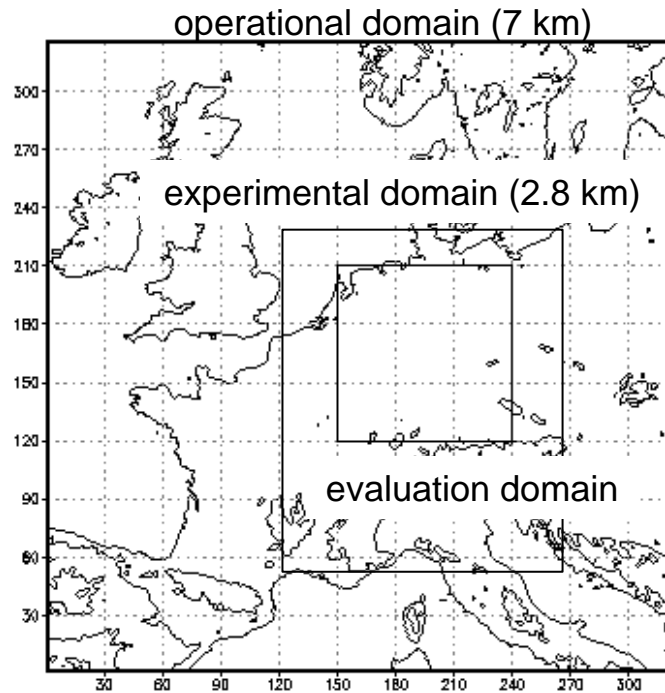 operational domain (7 km)
300
270
experimental domain (2.8 km)
240
210
180
150
120
evaluation domain
90
60
30
30 60 90 120 150 180 210 240 270 300